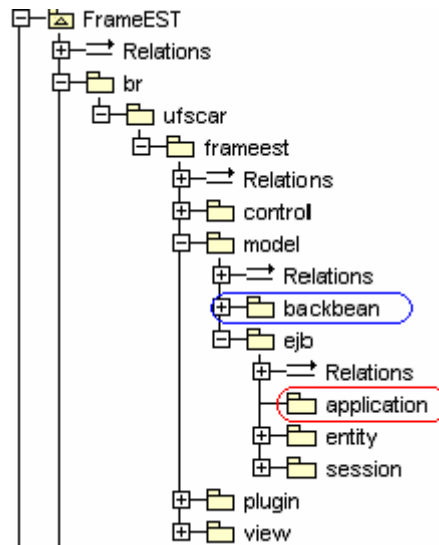 FrameEST
Relations
br
ufscar
frameest
Relations
control
model
Relations
backbean
ejb
Relations
application
entity
session
plugin
view